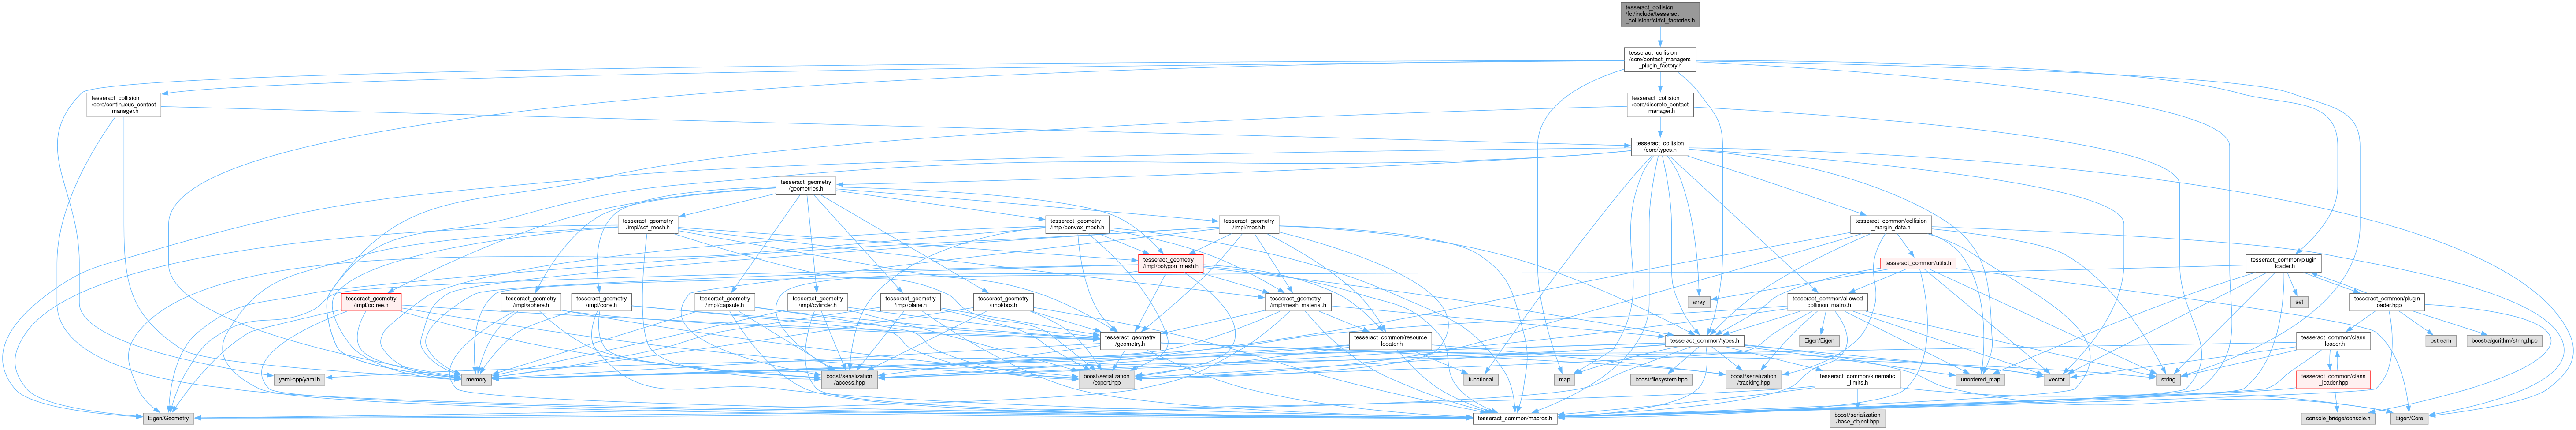 tesseract_collision
/fcl/include/tesseract
_collision/fcl/fcl_factories.h
tesseract_collision
/core/contact_managers
_plugin_factory.h
tesseract_collision
/core/continuous_contact
_manager.h
tesseract_collision
/core/discrete_contact
_manager.h
tesseract_collision
/core/types.h
tesseract_geometry
/geometries.h
tesseract_geometry
/impl/sdf_mesh.h
tesseract_geometry
/impl/convex_mesh.h
tesseract_geometry
/impl/mesh.h
tesseract_common/collision
_margin_data.h
tesseract_geometry
/impl/polygon_mesh.h
tesseract_common/utils.h
tesseract_common/plugin
_loader.h
tesseract_geometry
/impl/octree.h
tesseract_geometry
/impl/sphere.h
tesseract_geometry
/impl/cone.h
tesseract_geometry
/impl/capsule.h
tesseract_geometry
/impl/cylinder.h
tesseract_geometry
/impl/plane.h
tesseract_geometry
/impl/box.h
tesseract_geometry
/impl/mesh_material.h
array
tesseract_common/allowed
_collision_matrix.h
set
tesseract_common/plugin
_loader.hpp
tesseract_geometry
/geometry.h
tesseract_common/resource
_locator.h
tesseract_common/types.h
Eigen/Eigen
tesseract_common/class
_loader.h
ostream
boost/algorithm/string.hpp
yaml-cpp/yaml.h
memory
boost/serialization
/access.hpp
boost/serialization
/export.hpp
functional
map
boost/filesystem.hpp
boost/serialization
/tracking.hpp
tesseract_common/kinematic
_limits.h
unordered_map
vector
string
tesseract_common/class
_loader.hpp
Eigen/Geometry
tesseract_common/macros.h
boost/serialization
/base_object.hpp
console_bridge/console.h
Eigen/Core